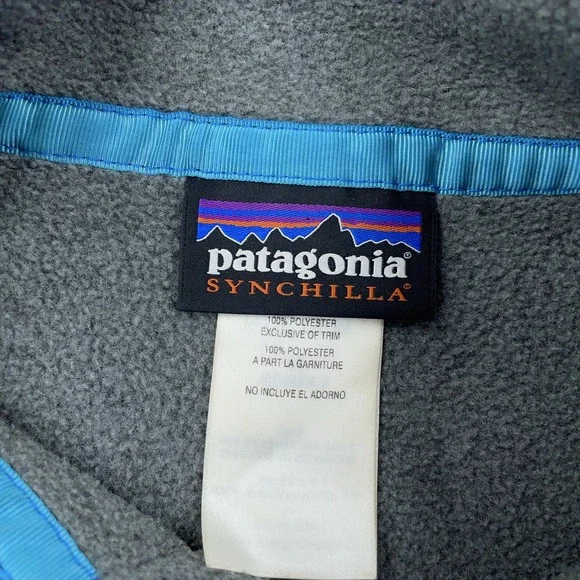 patagonia®
SYNCHILLA®
100% POLYESTER
EXCLUSIVE OF TRIM
100% POLYESTER
A PART LA GARNITURE
NO INCLUYE EL ADORNO